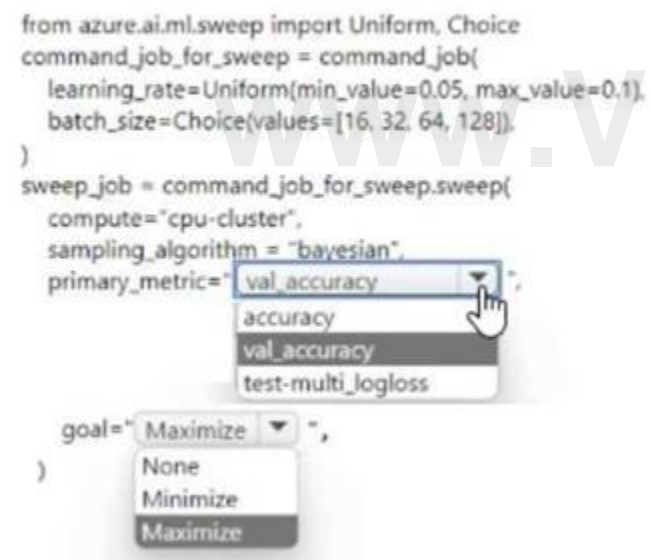 from azure.ai.ml.sweep import Uniform, Choice
command_job_for_sweep = command_job(
learning_rate=Uniform(min_value=0.05, max_value=0.1),
batch_size=Choice(values=[16, 32, 64, 128]),
)
sweep_job = command_job_for_sweep.sweep(
compute="cpu-cluster",
sampling_algorithm = "bayesian",
primary_metric=" val_accuracy ",
accuracy
val_accuracy
test-multi_logloss
goal=" Maximize ",
)
None
Minimize
Maximize
www.v